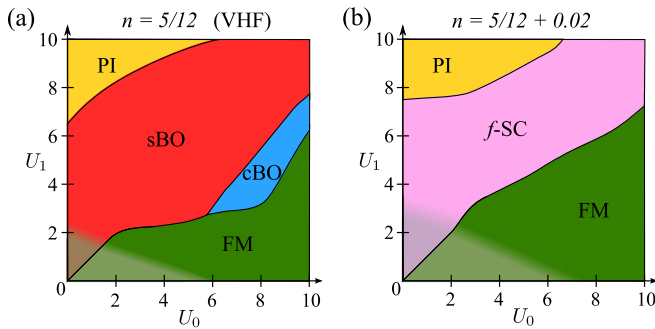 (a) n = 5/12 (VHF)
10
8
6
U₁
4
2
0
PI
sBO
cBO
FM
2 4 6 8 10
U₀
(b) n = 5/12 + 0.02
10
8
6
U₁
4
2
0
PI
f-SC
FM
2 4 6 8 10
U₀